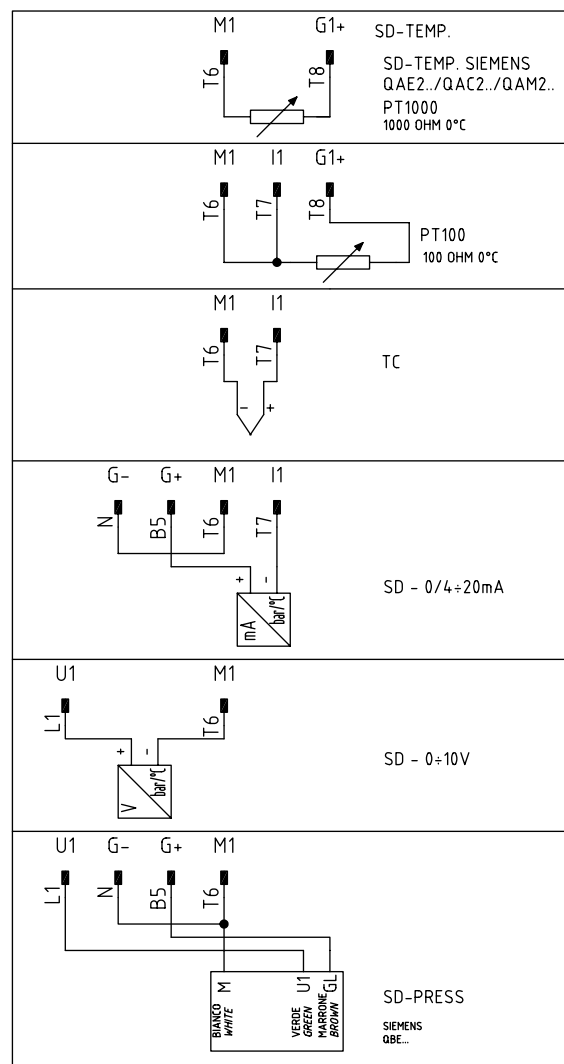 M1 G1+ SD-TEMP.
T6 T8 SD-TEMP. SIEMENS
QAE2../QAC2../QAM2..
PT1000
1000 OHM 0°C
M1 I1 G1+
T6 T7 T8
PT100
100 OHM 0°C
M1 I1
T6 T7
TC
- +
G- G+ M1 I1
N B5 T6 T7
+ -
mA bar/°C
SD - 0/4÷20mA
U1 M1
L1 T6
+ -
V bar/°C
SD - 0÷10V
U1 G- G+ M1
L1 N B5 T6
M U1 GL
BIANCO VERDE MARRONE
WHITE GREEN BROWN
SD-PRESS
SIEMENS
QBE...